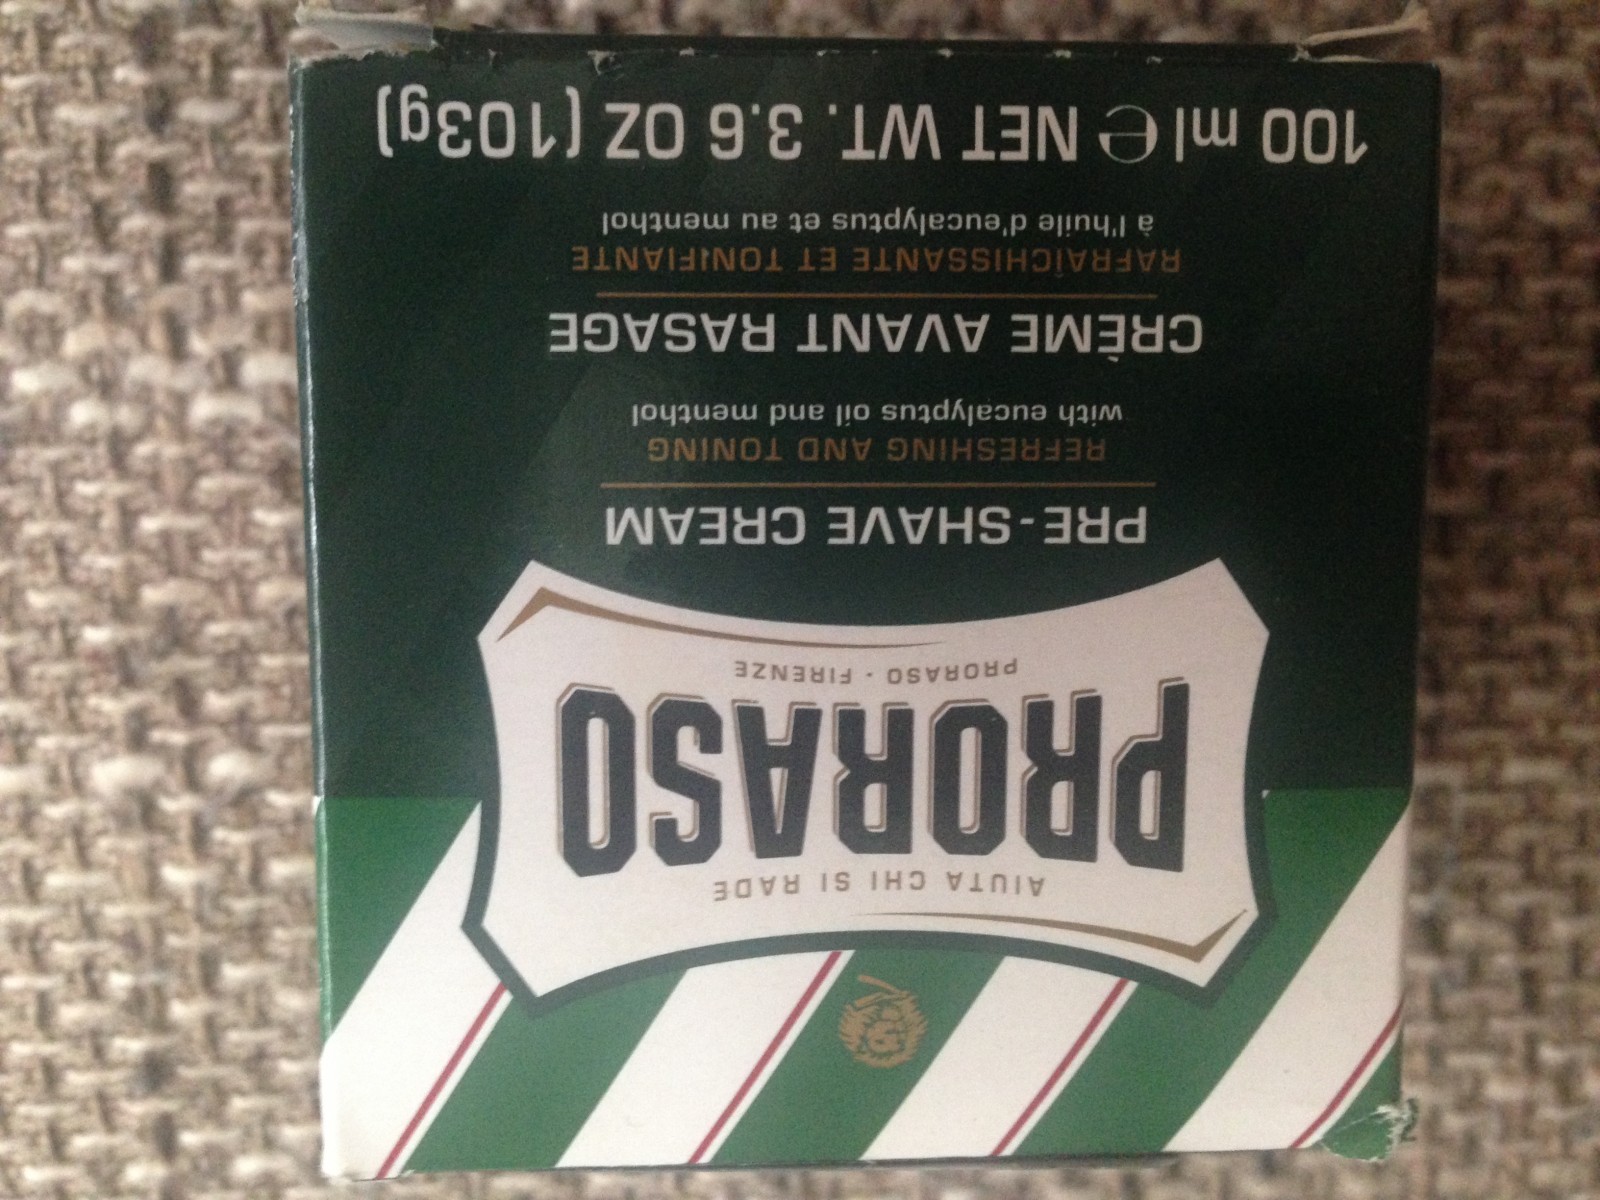 AIUTA CHI SI RADE
PRORASO
PRORASO · FIRENZE
PRE-SHAVE CREAM
REFRESHING AND TONING
with eucalyptus oil and menthol
CRÈME AVANT RASAGE
RAFRAÎCHISSANTE ET TONIFIANTE
à l'huile d'eucalyptus et au menthol
100 ml ℮ NET WT. 3.6 OZ (103g)